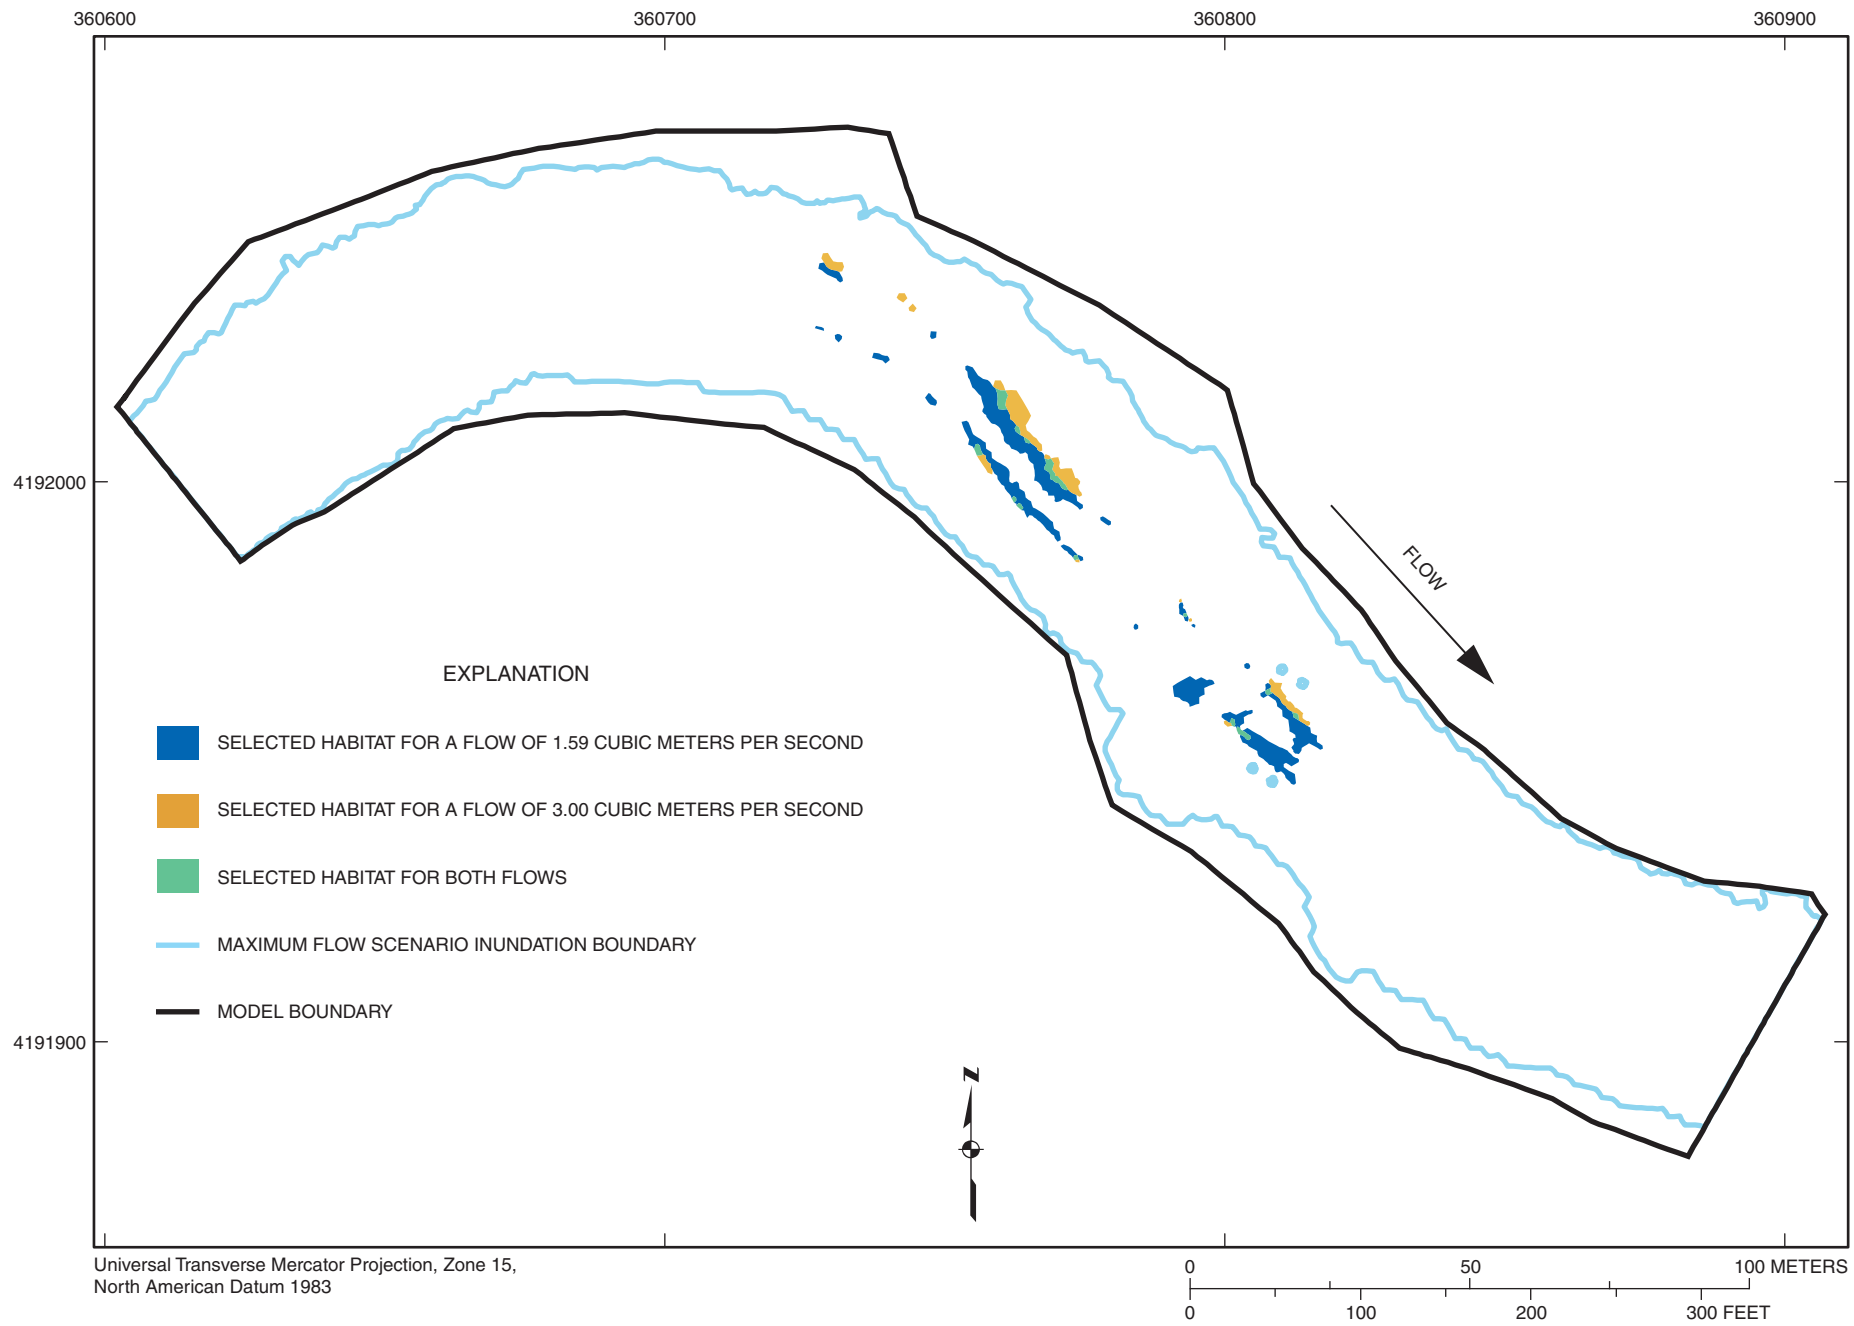 360600 360700 360800 360900
4192000
FLOW
EXPLANATION
SELECTED HABITAT FOR A FLOW OF 1.59 CUBIC METERS PER SECOND
SELECTED HABITAT FOR A FLOW OF 3.00 CUBIC METERS PER SECOND
SELECTED HABITAT FOR BOTH FLOWS
MAXIMUM FLOW SCENARIO INUNDATION BOUNDARY
MODEL BOUNDARY
4191900
N
Universal Transverse Mercator Projection, Zone 15,
North American Datum 1983
0 50 100 METERS
0 100 200 300 FEET